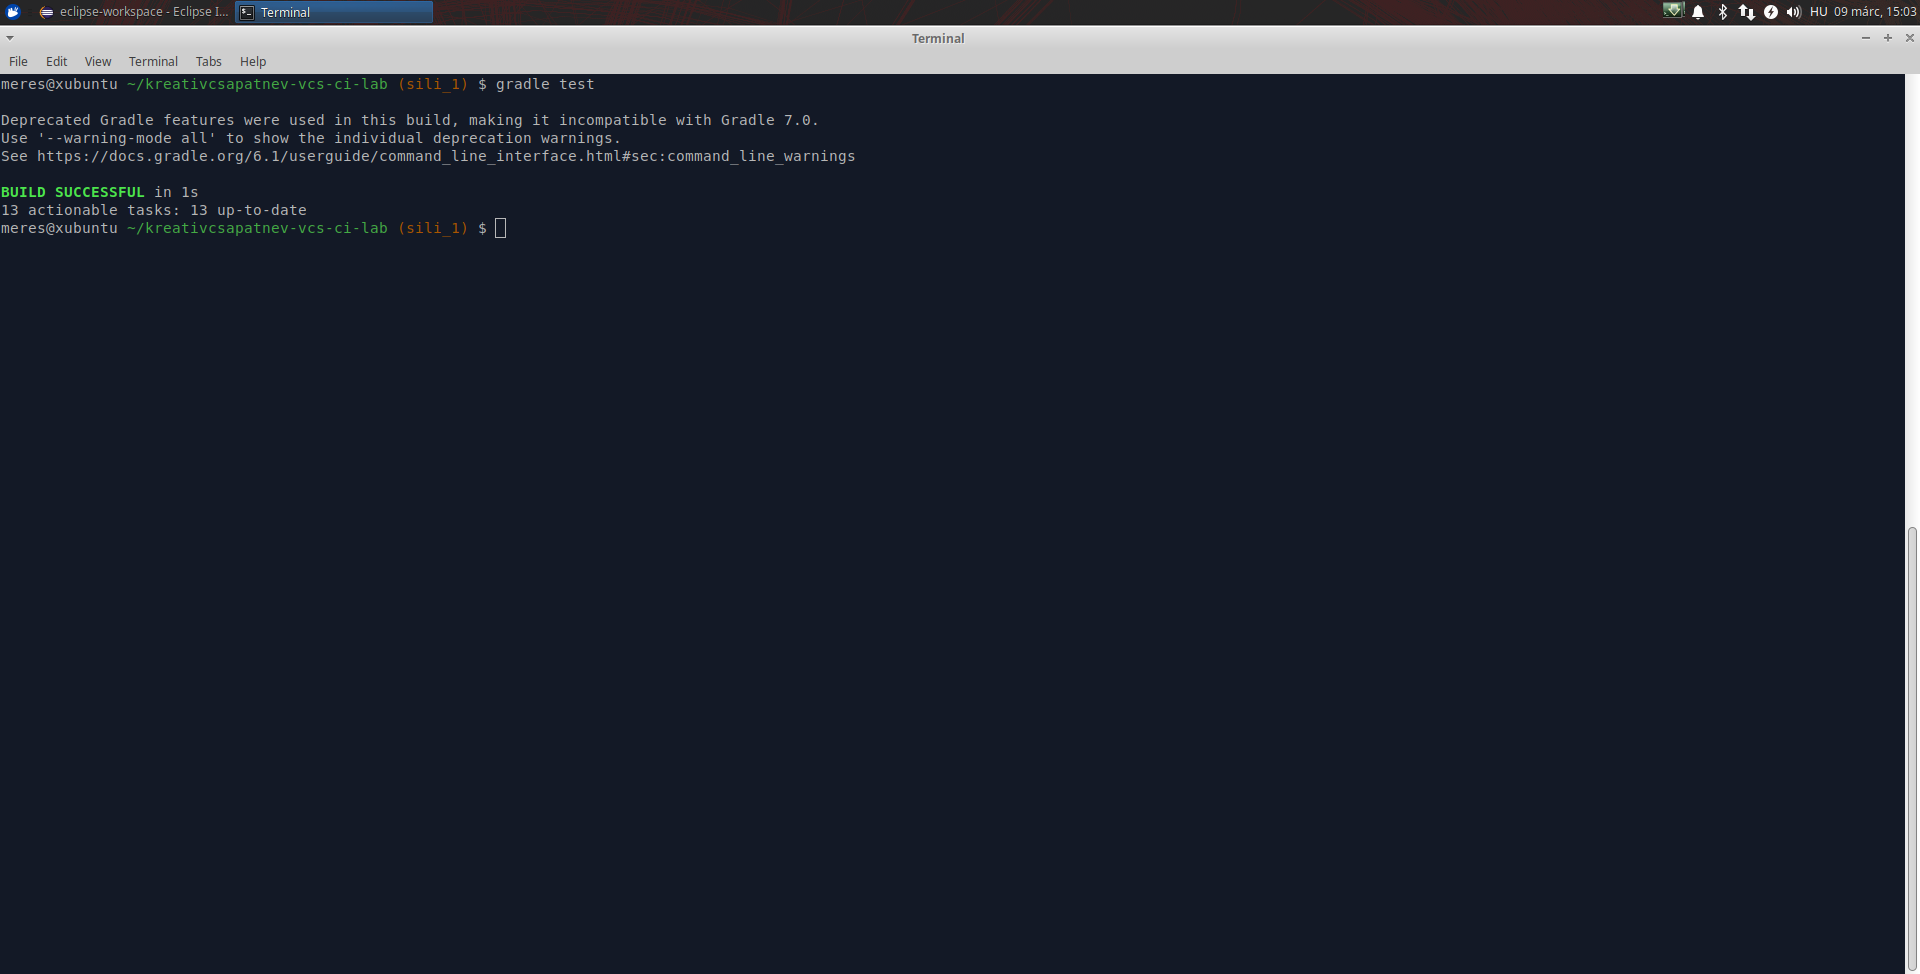 eclipse-workspace - Eclipse I...
Terminal
HU
09 márc, 15:03
Terminal
File Edit View Terminal Tabs Help
meres@xubuntu ~/kreativcsapatnev-vcs-ci-lab (sili_1) $ gradle test
Deprecated Gradle features were used in this build, making it incompatible with Gradle 7.0.
Use '--warning-mode all' to show the individual deprecation warnings.
See https://docs.gradle.org/6.1/userguide/command_line_interface.html#sec:command_line_warnings
BUILD SUCCESSFUL in 1s
13 actionable tasks: 13 up-to-date
meres@xubuntu ~/kreativcsapatnev-vcs-ci-lab (sili_1) $